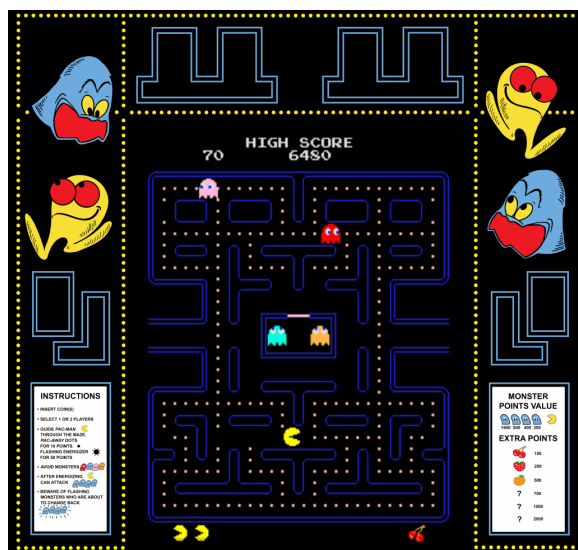 HIGH SCORE
70 6480
INSTRUCTIONS
• INSERT COIN(S)
• SELECT 1 OR 2 PLAYERS
• GUIDE PAC-MAN
THROUGH THE MAZE.
PAC-AWAY DOTS
FOR 10 POINTS.
FLASHING ENERGIZER
FOR 50 POINTS
• AVOID MONSTERS
• AFTER ENERGIZING
CAN ATTACK
• BEWARE OF FLASHING
MONSTERS WHO ARE ABOUT
TO CHANGE BACK
MONSTER
POINTS VALUE
1600 800 400 200
EXTRA POINTS
100
200
500
? 700
? 1000
? 2000